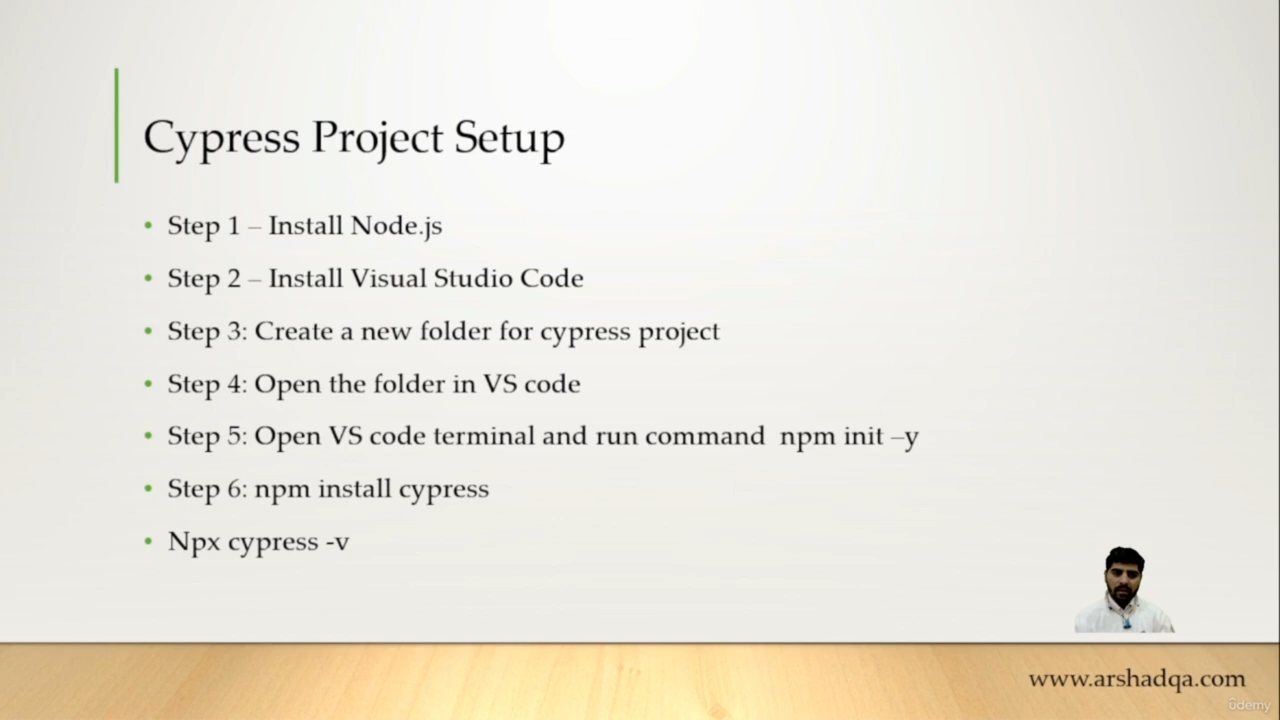 Cypress Project Setup
• Step 1 – Install Node.js
• Step 2 – Install Visual Studio Code
• Step 3: Create a new folder for cypress project
• Step 4: Open the folder in VS code
• Step 5: Open VS code terminal and run command  npm init –y
• Step 6: npm install cypress
• Npx cypress -v
www.arshadqa.com
ûdemy